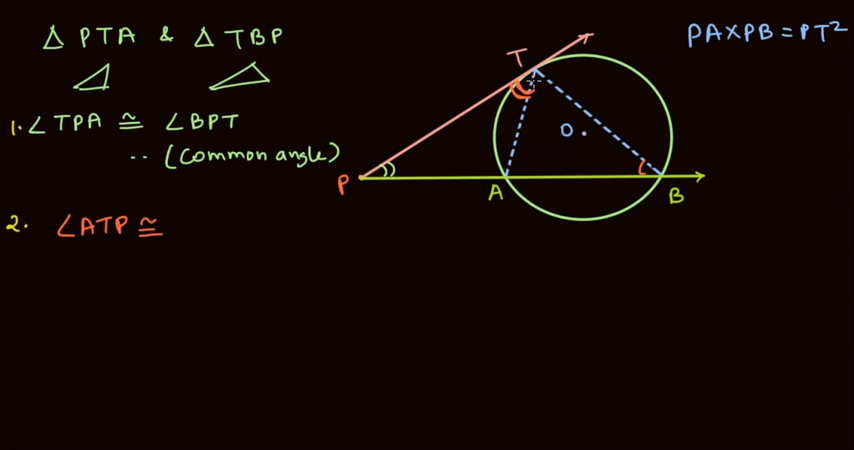 △ PTA & △ TBP
1. ∠TPA ≅ ∠BPT
.. (Common angle)
2. ∠ATP ≅
PA×PB = PT²
T
O
P
A
B